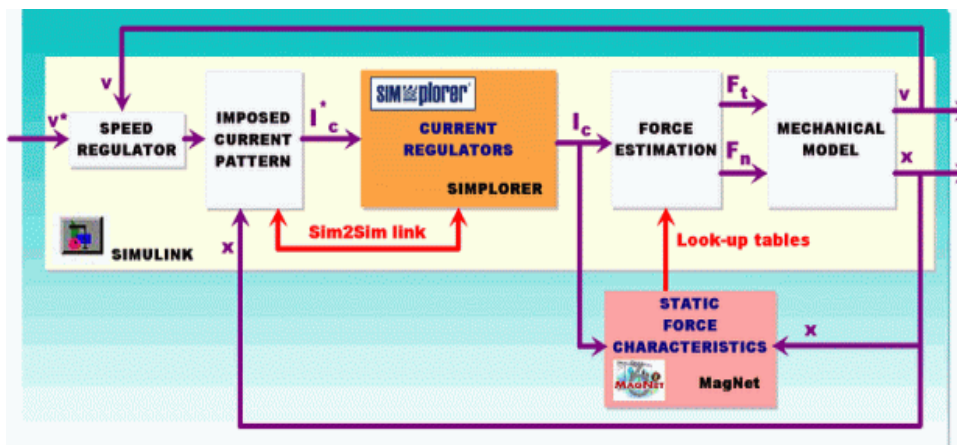 v
v*
SPEED
REGULATOR
IMPOSED
CURRENT
PATTERN
I*c
SIMplorer
CURRENT
REGULATORS
SIMPLORER
Ic
FORCE
ESTIMATION
Ft
Fn
MECHANICAL
MODEL
v
x
SIMULINK
x
Sim2Sim link
Look-up tables
STATIC
FORCE
CHARACTERISTICS
x
MAGNET
MagNet